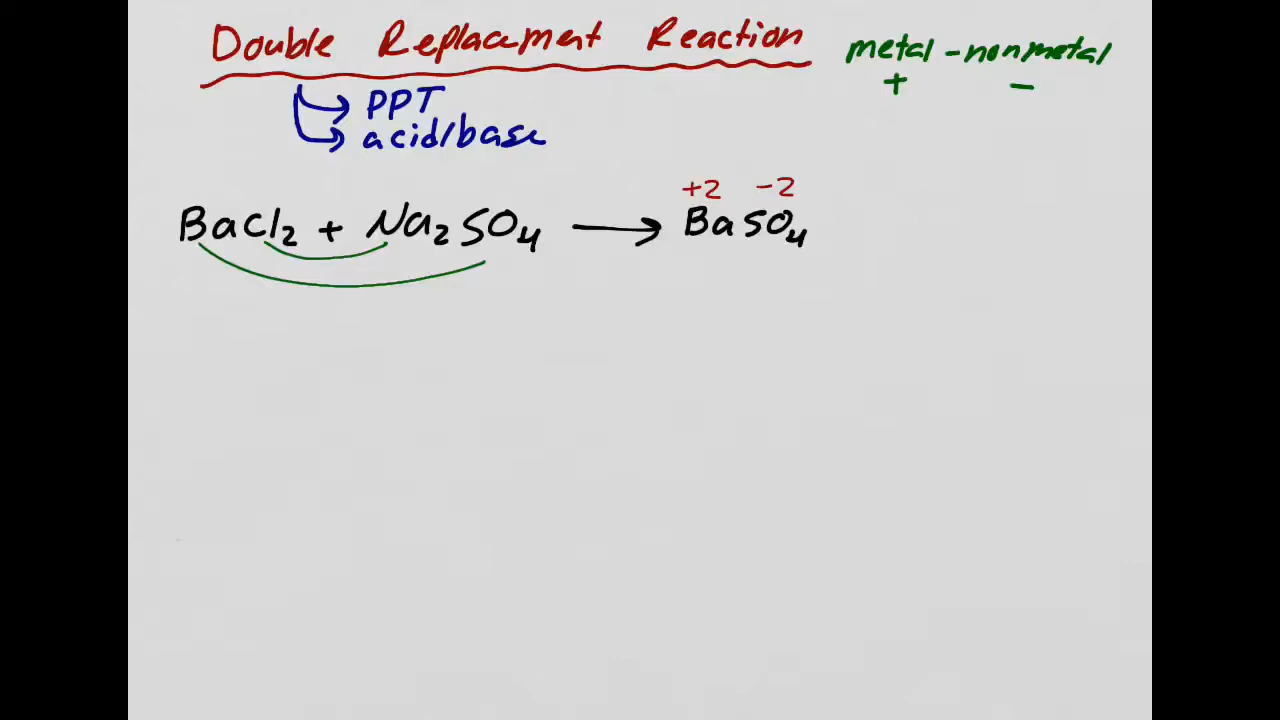 Double Replacement Reaction
metal - nonmetal
+ -
PPT
acid/base
+2 -2
BaCl2 + Na2SO4 → BaSO4